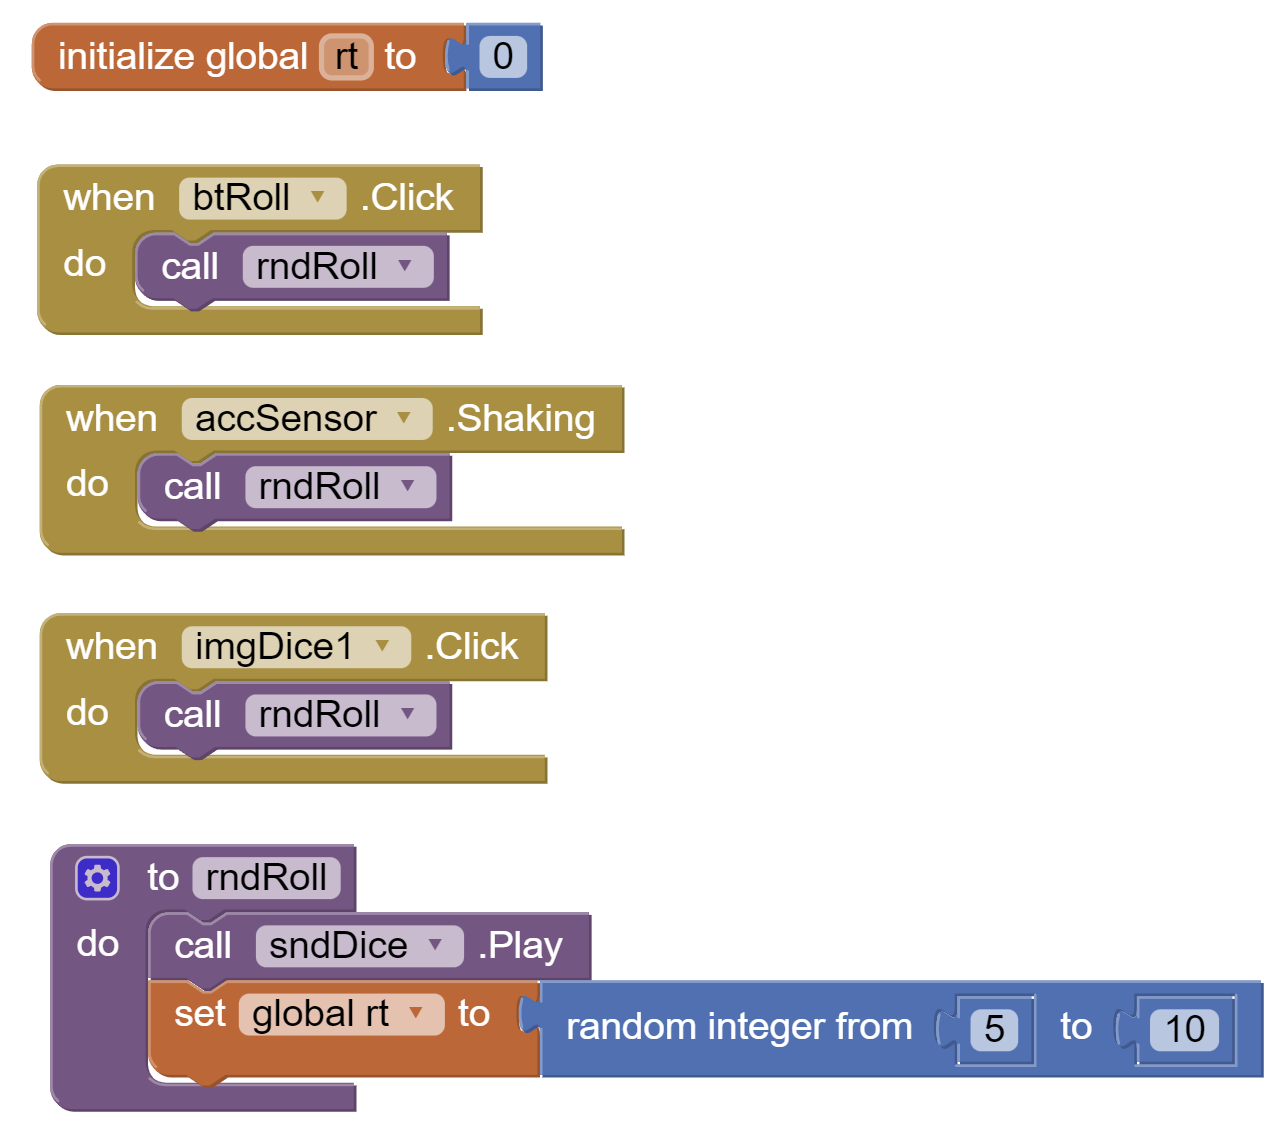 initialize global rt to 0
when btRoll .Click
do call rndRoll
when accSensor .Shaking
do call rndRoll
when imgDice1 .Click
do call rndRoll
to rndRoll
do call sndDice .Play
set global rt to random integer from 5 to 10